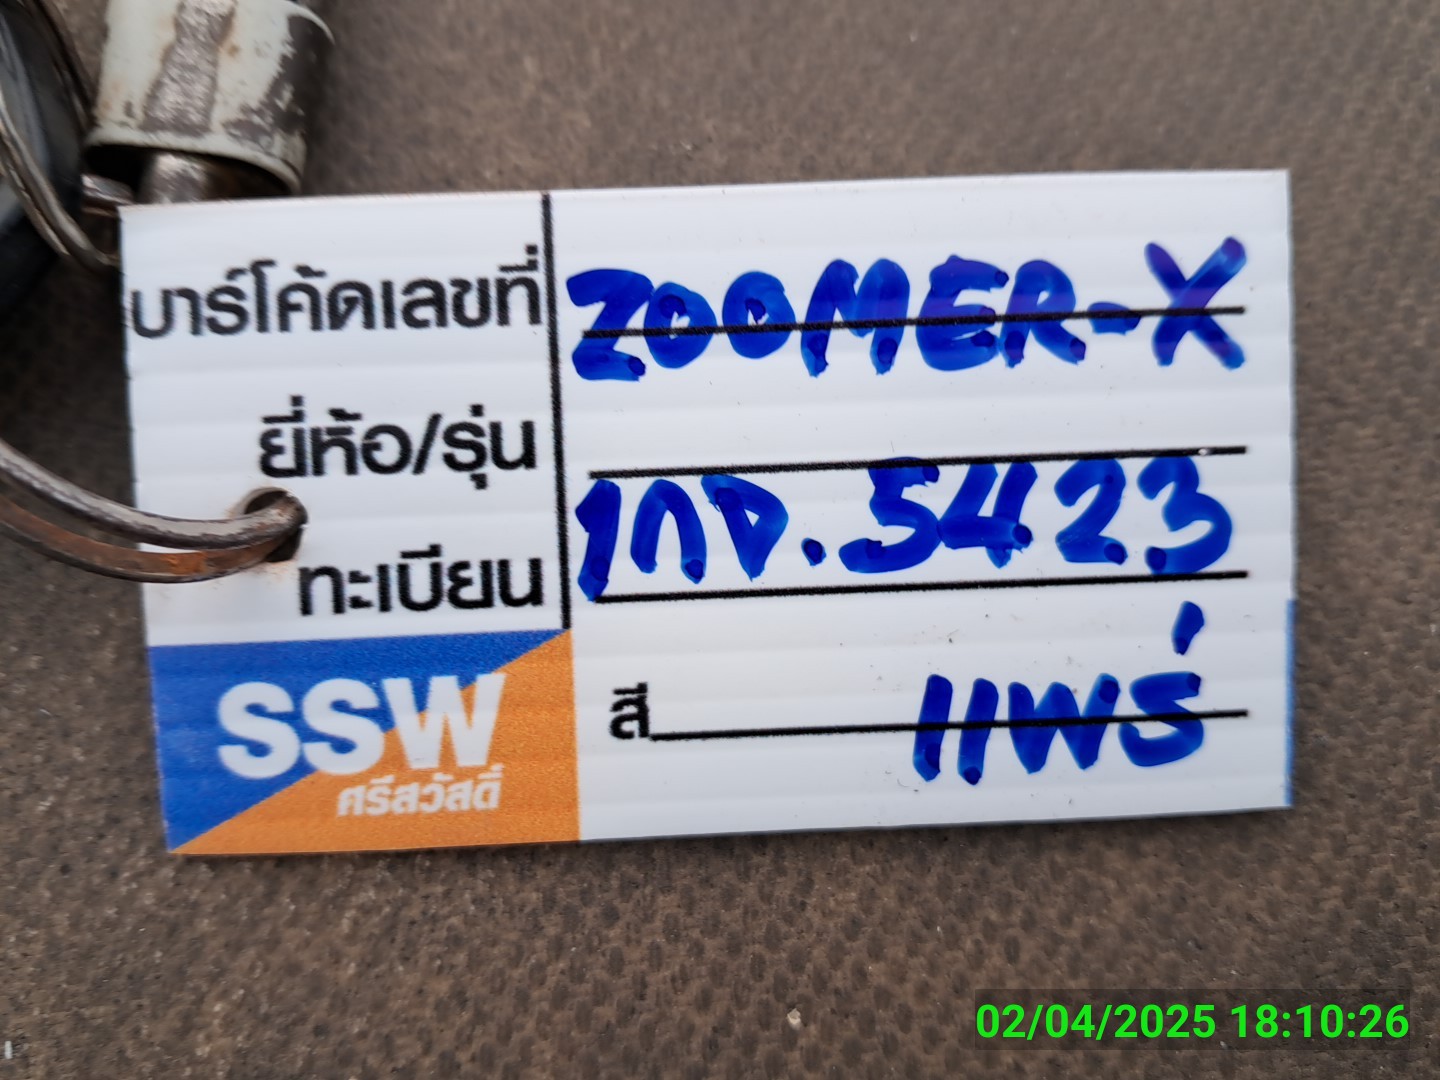 บาร์โค้ดเลขที่ ZOOMER-X
ยี่ห้อ/รุ่น
ทะเบียน 1กด.5423
สี แพร่
SSW
ศรีสวัสดิ์
02/04/2025 18:10:26